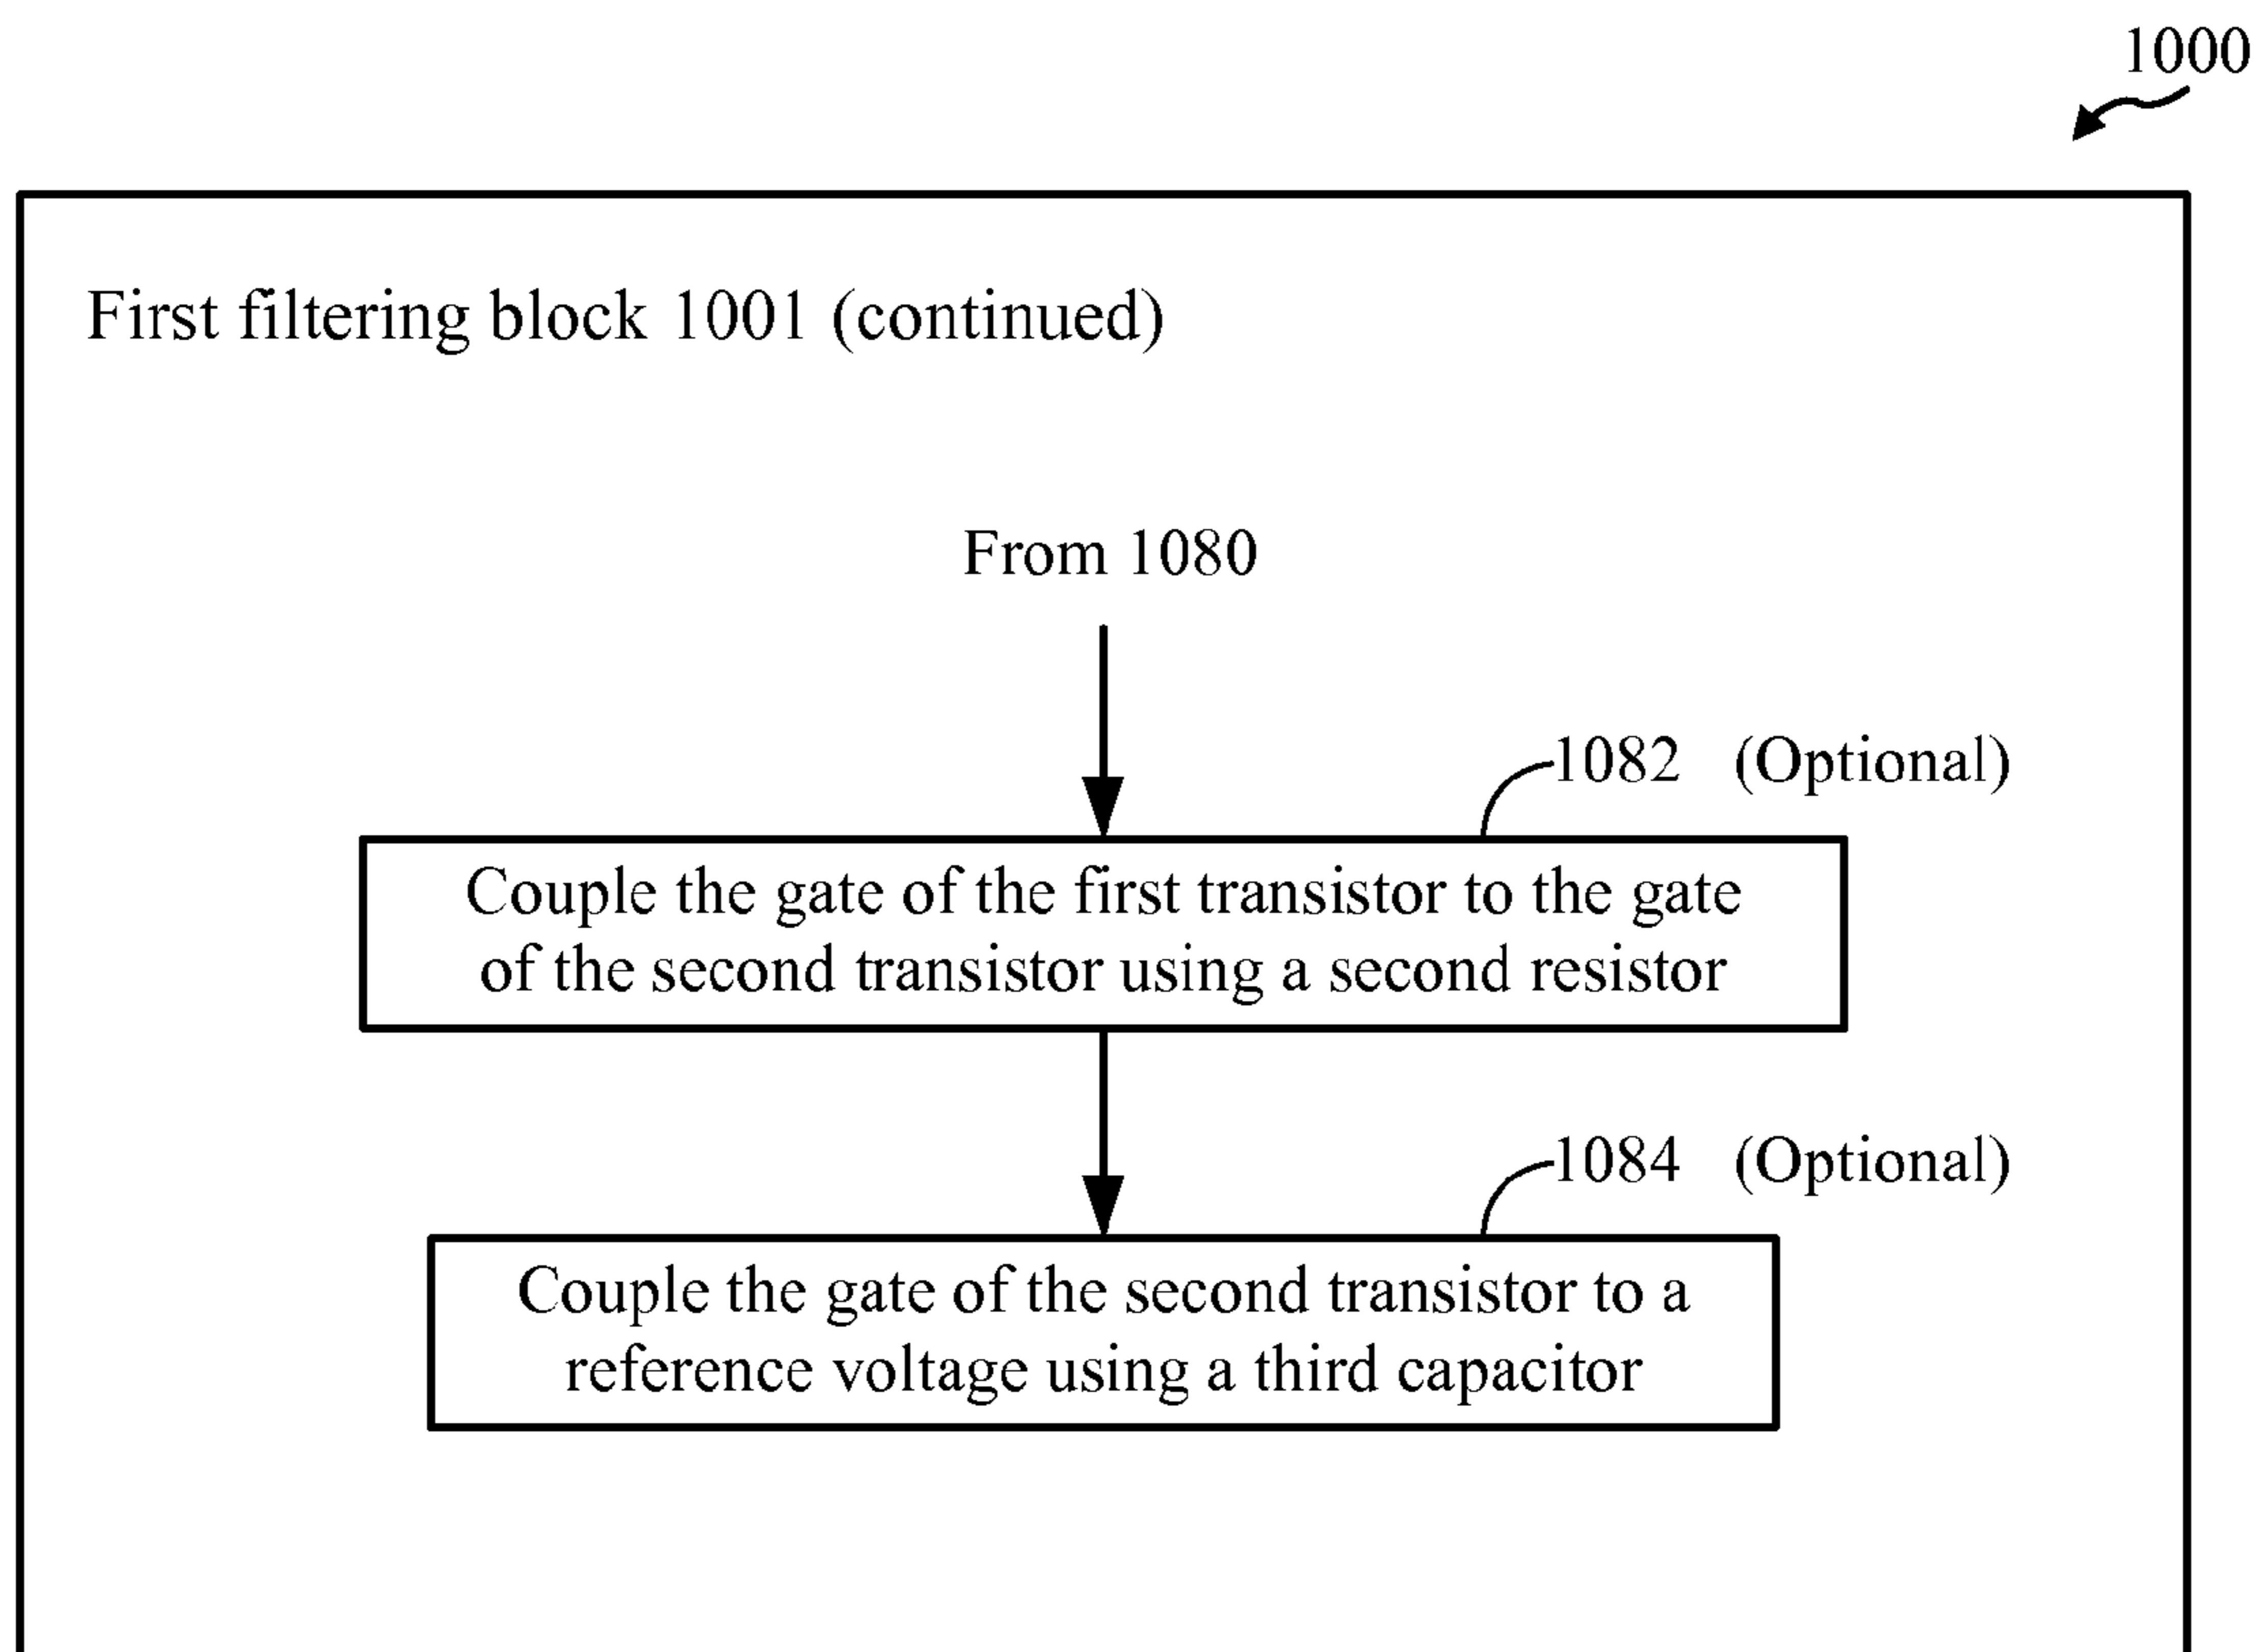 1000
First filtering block 1001 (continued)
From 1080
1082 (Optional)
Couple the gate of the first transistor to the gate
of the second transistor using a second resistor
1084 (Optional)
Couple the gate of the second transistor to a
reference voltage using a third capacitor